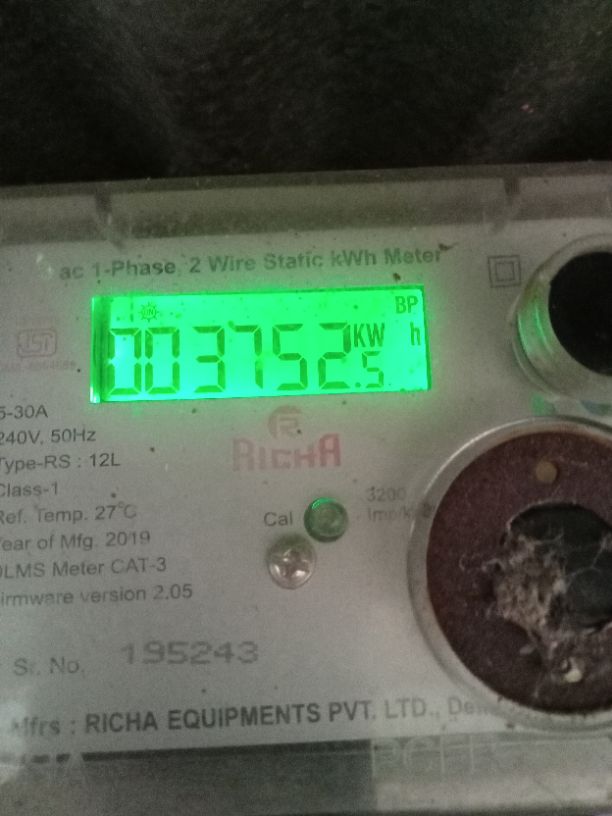 ac 1-Phase, 2 Wire Static kWh Meter
BP
003752.5 KWh
5-30A
240V, 50Hz
Type-RS : 12L
Class-1
Ref. Temp. 27°C
Year of Mfg. 2019
DLMS Meter CAT-3
Firmware version 2.05
RICHA
Cal
3200
Sr. No. 195243
Mfrs : RICHA EQUIPMENTS PVT. LTD.,